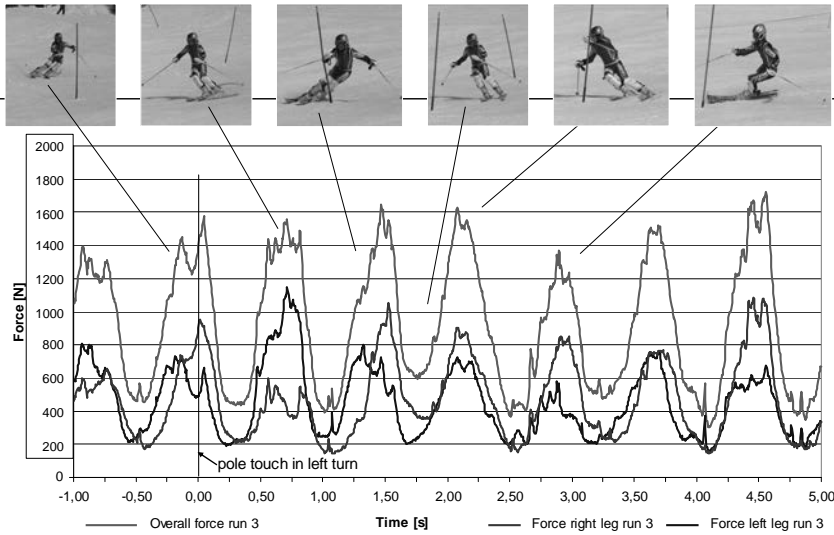 2000
1800
1600
1400
1200
1000
800
600
400
200
0
Force [N]
pole touch in left turn
-1,00 -0,50 0,00 0,50 1,00 1,50 2,00 2,50 3,00 3,50 4,00 4,50 5,00
Overall force run 3 Time [s] Force right leg run 3 Force left leg run 3